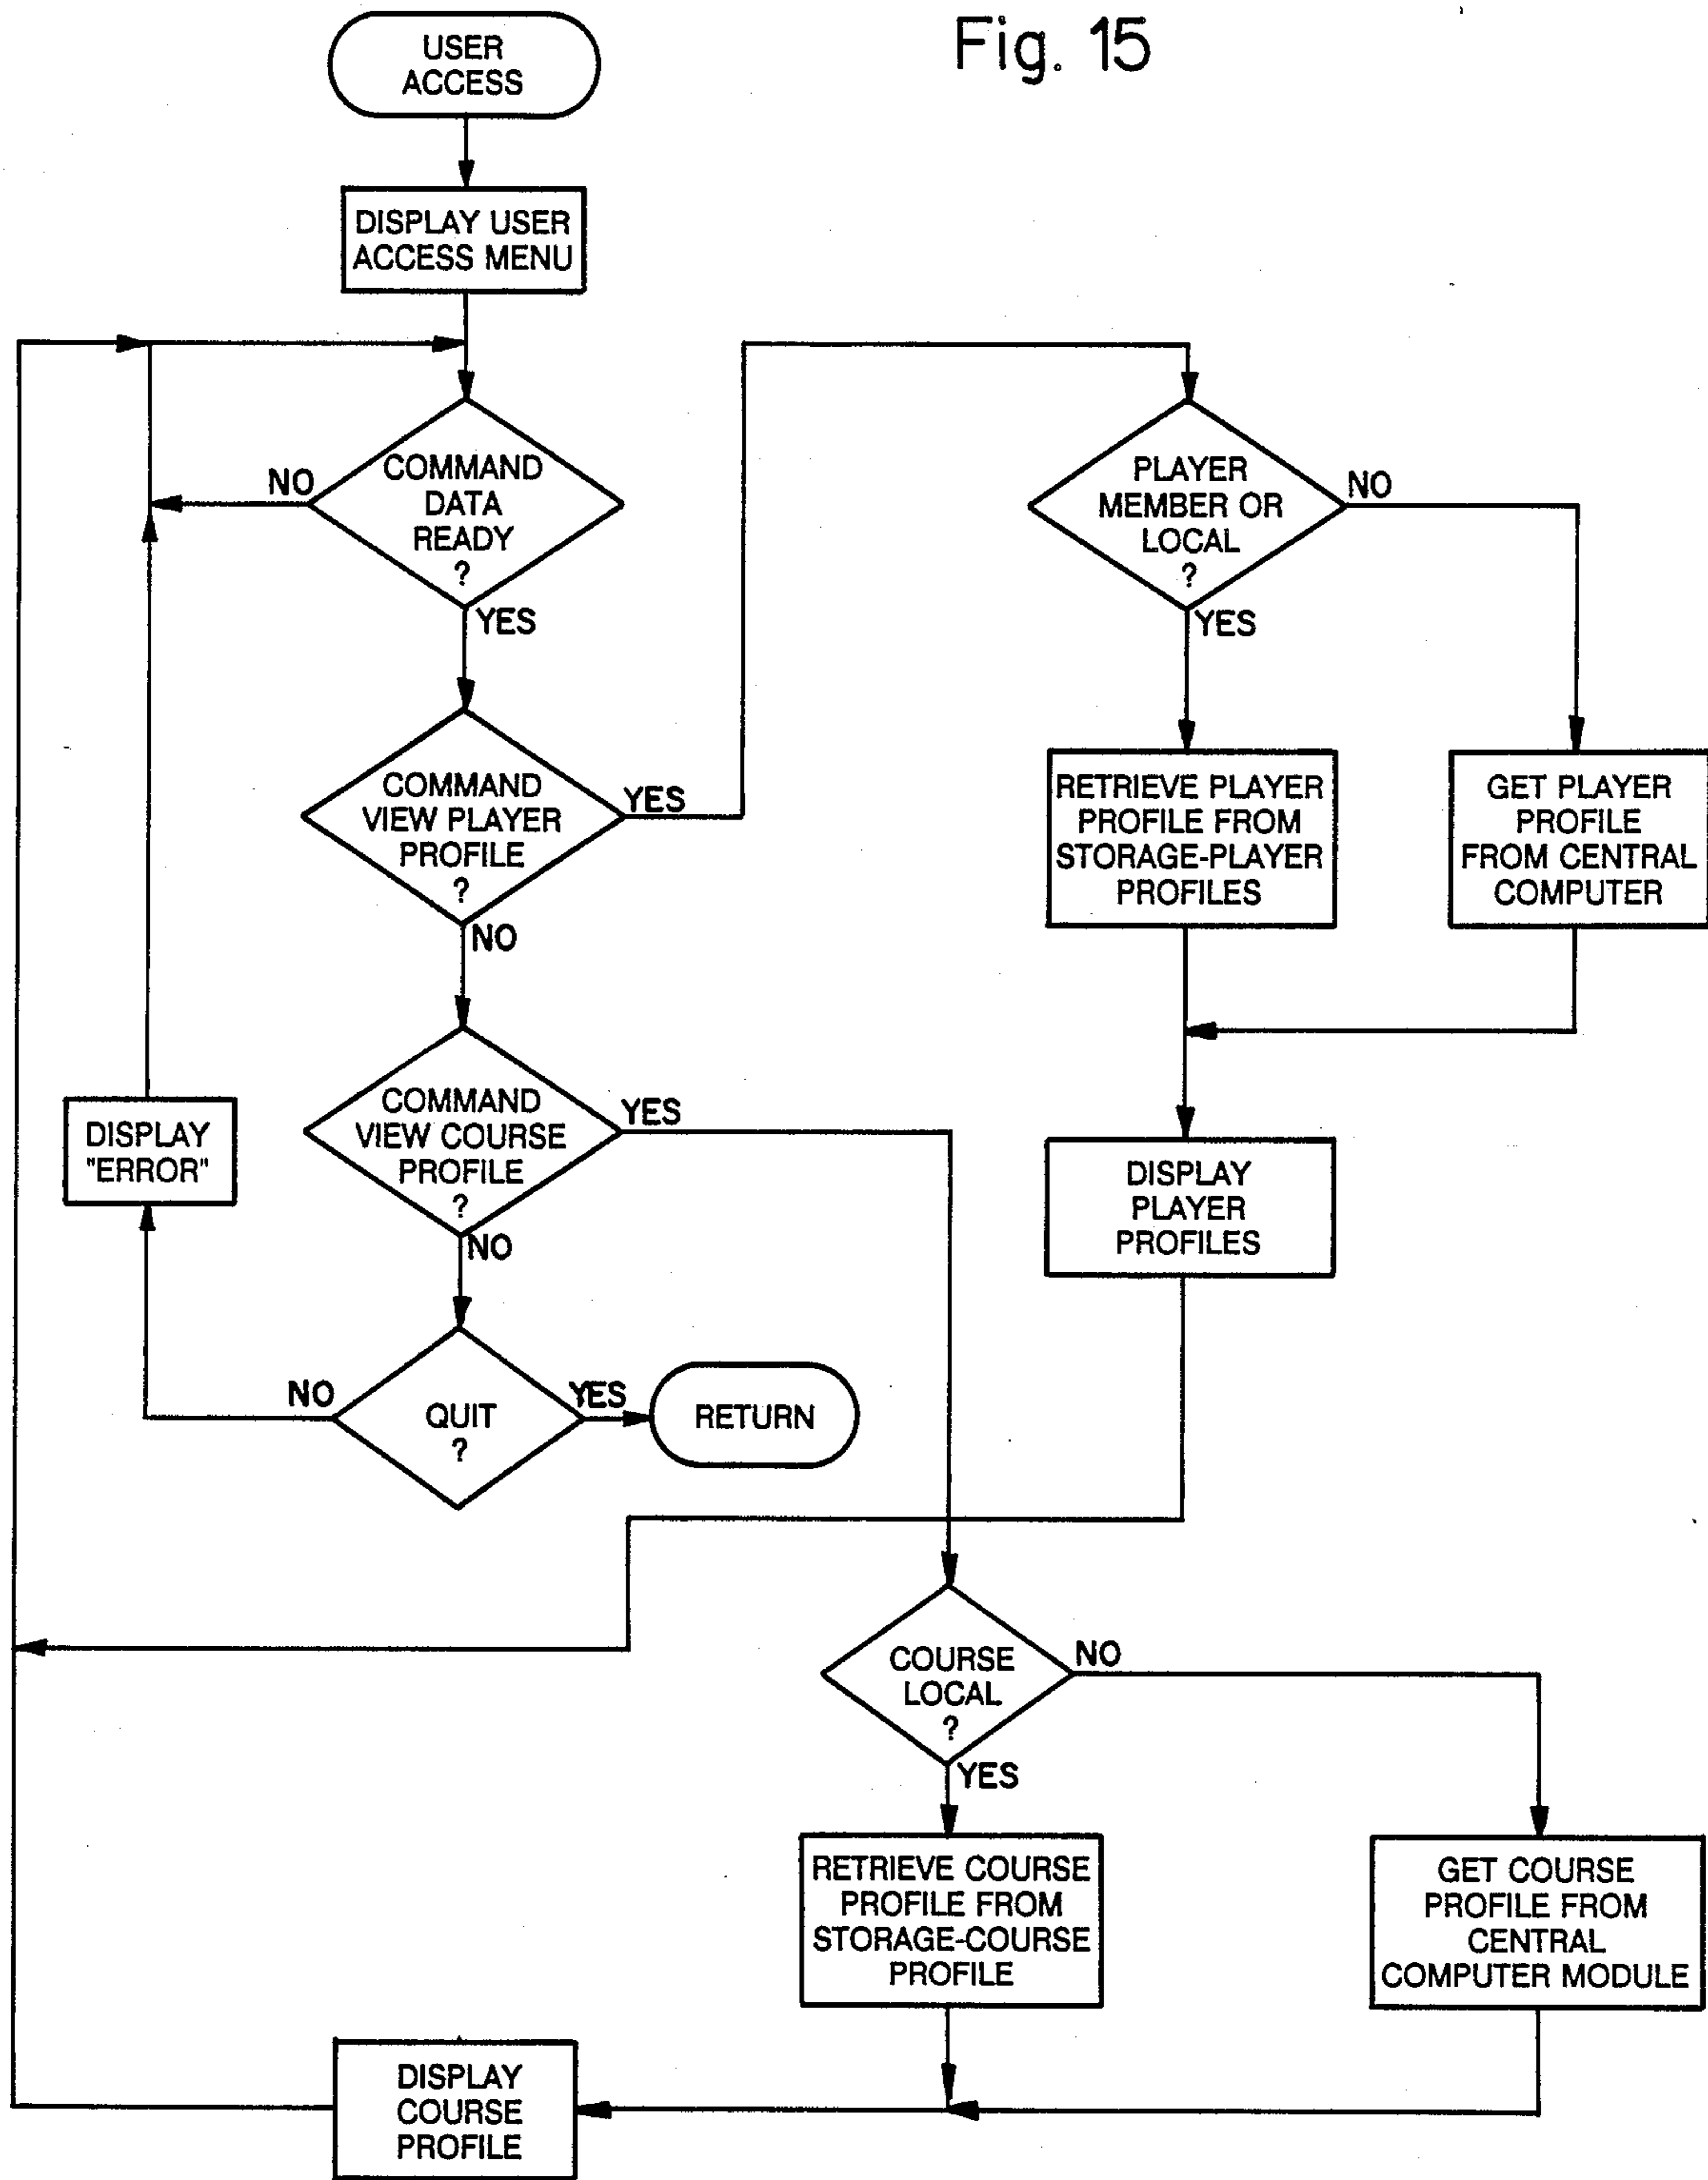 Fig. 15
USER
ACCESS
DISPLAY USER
ACCESS MENU
COMMAND
DATA
READY
?
NO
YES
COMMAND
VIEW PLAYER
PROFILE
?
YES
NO
COMMAND
VIEW COURSE
PROFILE
?
YES
NO
QUIT
?
NO
YES
RETURN
DISPLAY
"ERROR"
PLAYER
MEMBER OR
LOCAL
?
NO
YES
RETRIEVE PLAYER
PROFILE FROM
STORAGE-PLAYER
PROFILES
GET PLAYER
PROFILE
FROM CENTRAL
COMPUTER
DISPLAY
PLAYER
PROFILES
COURSE
LOCAL
?
NO
YES
RETRIEVE COURSE
PROFILE FROM
STORAGE-COURSE
PROFILE
GET COURSE
PROFILE FROM
CENTRAL
COMPUTER MODULE
DISPLAY
COURSE
PROFILE